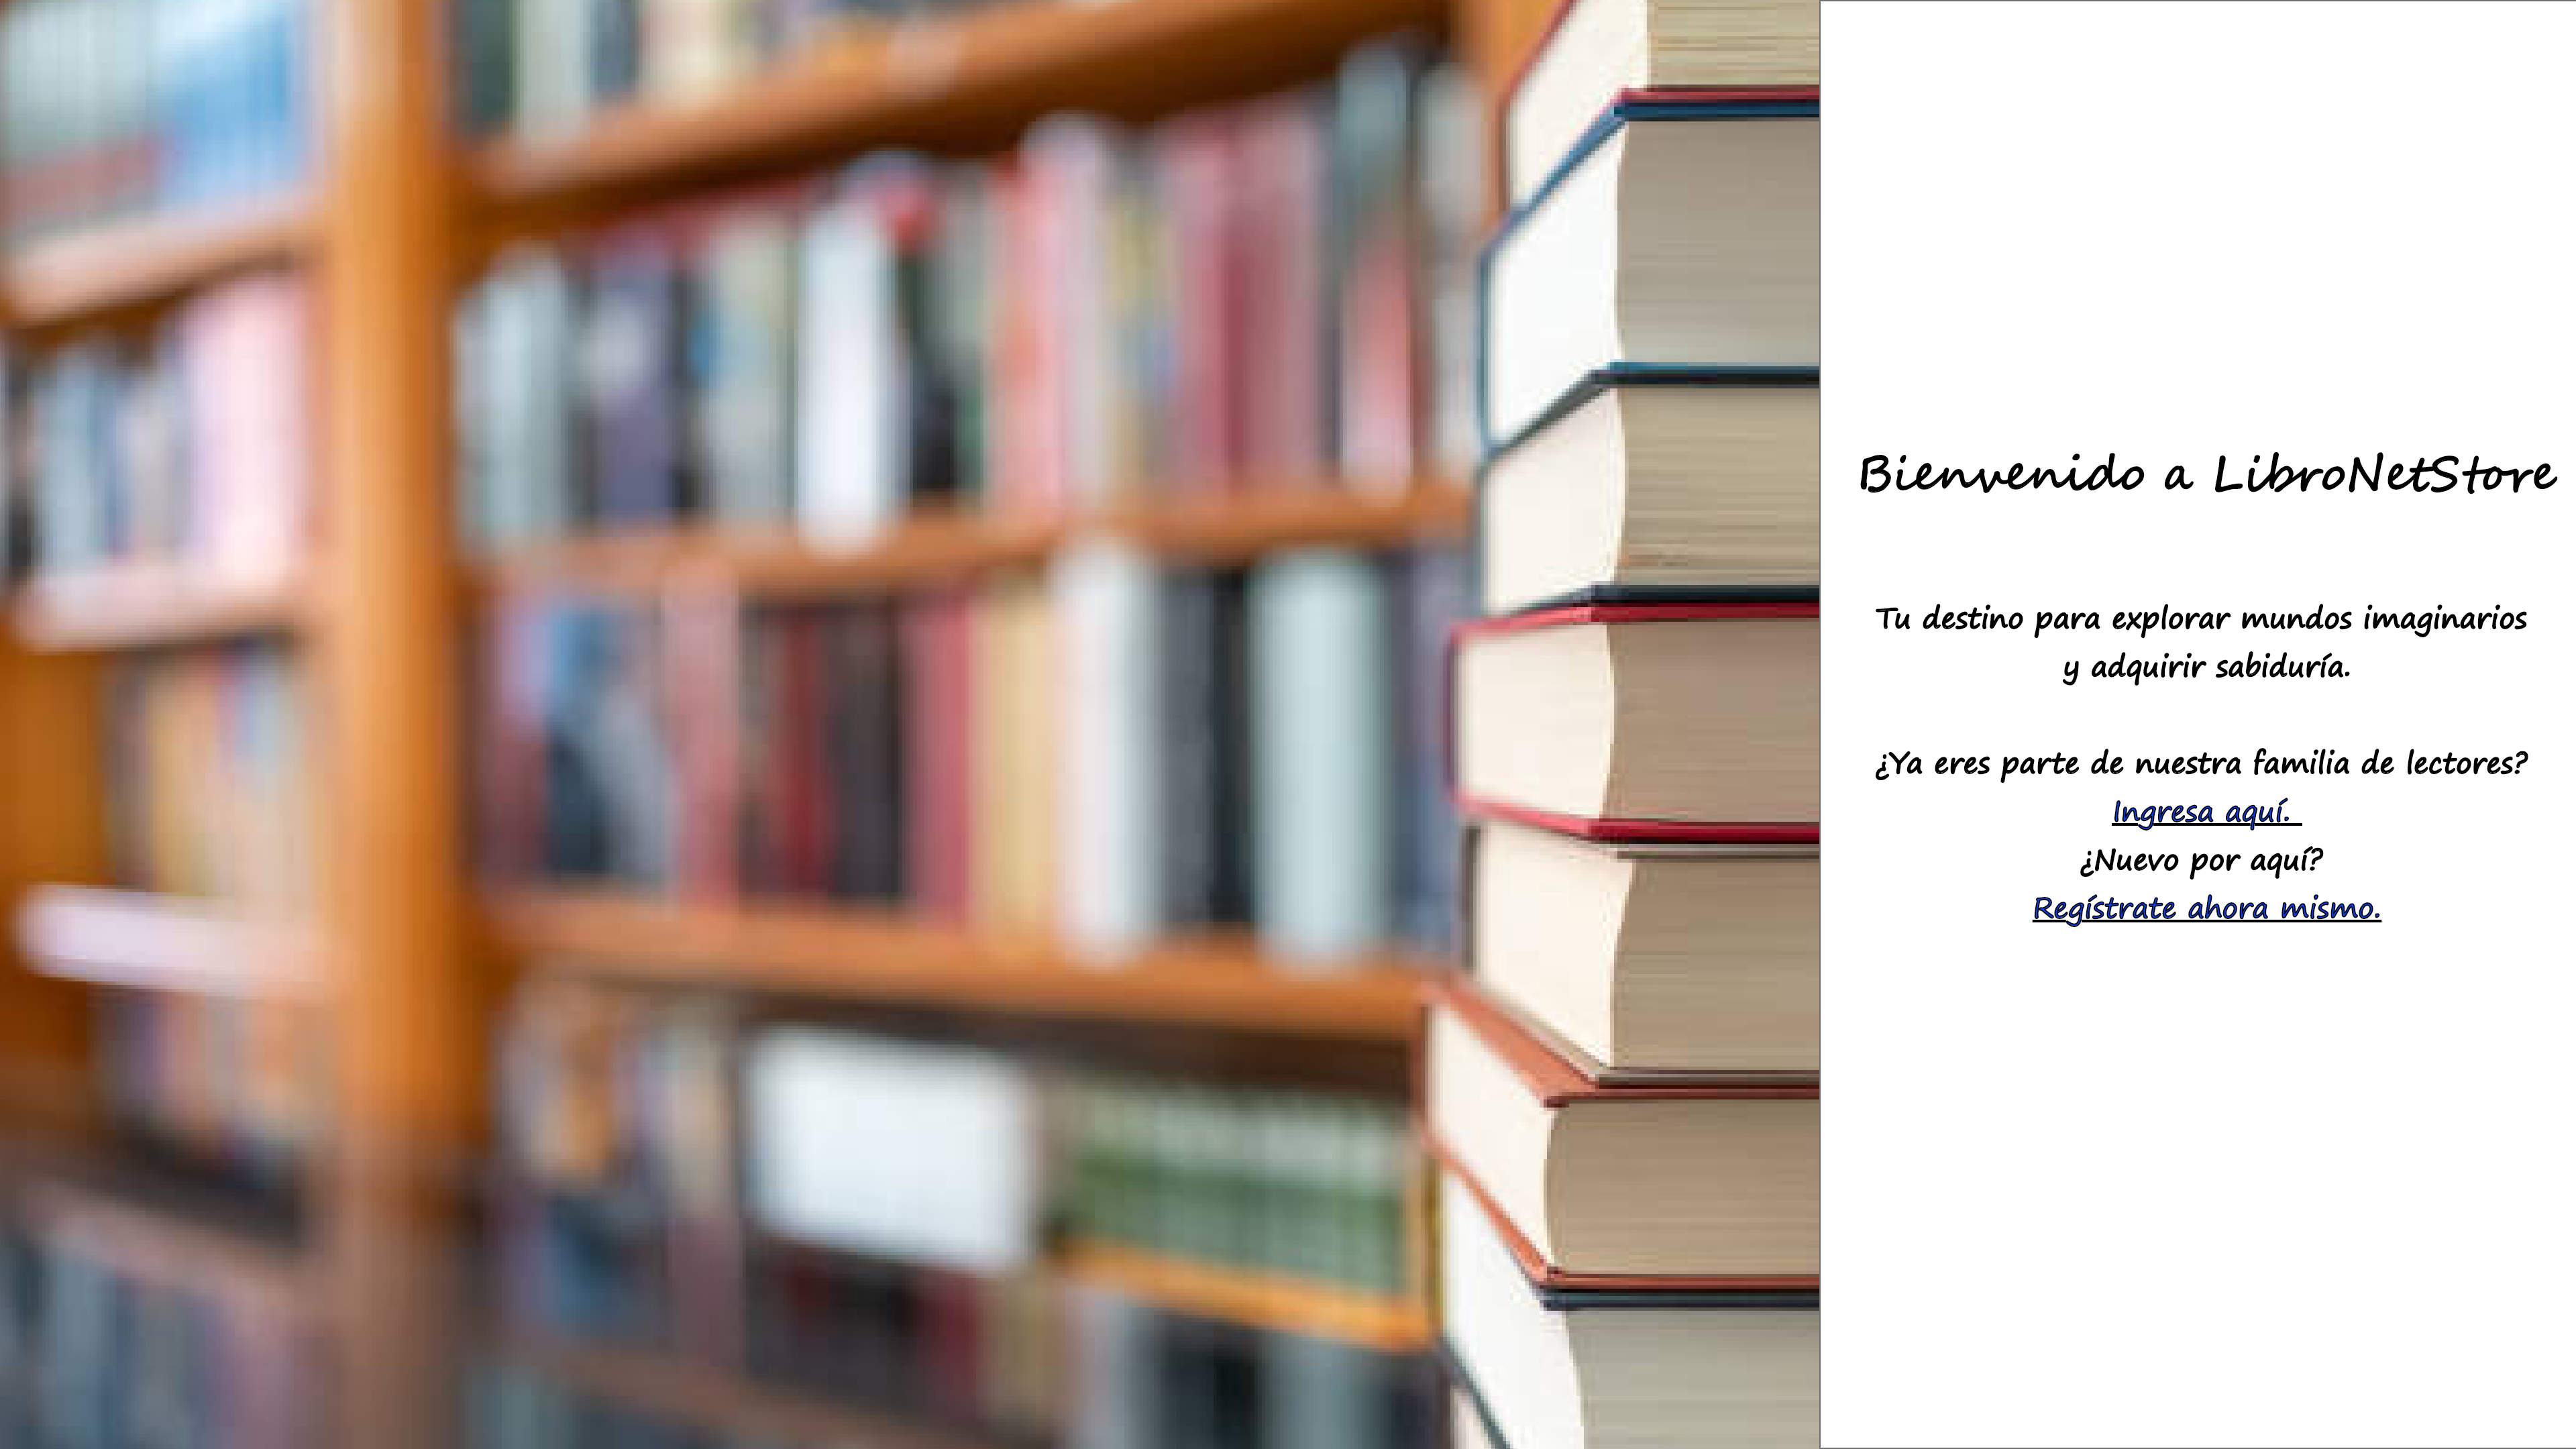 Bienvenido a LibroNetStore
Tu destino para explorar mundos imaginarios
y adquirir sabiduría.
¿Ya eres parte de nuestra familia de lectores?
Ingresa aquí.
¿Nuevo por aquí?
Regístrate ahora mismo.